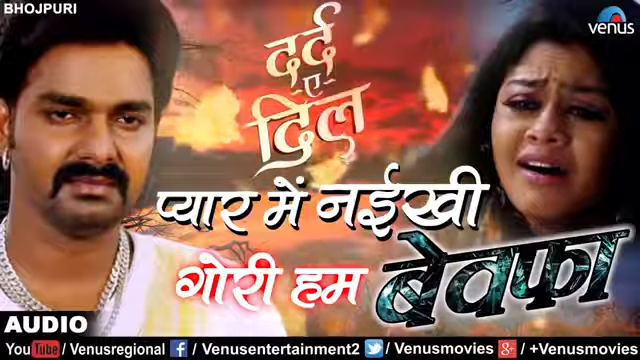 BHOJPURI
venus
दर्द
ए
दिल
प्यार में नईखी
गोरी हम बेवफा
AUDIO
You Tube / Venusregional f / Venusentertainment2 / Venusmovies g+ / +Venusmovies